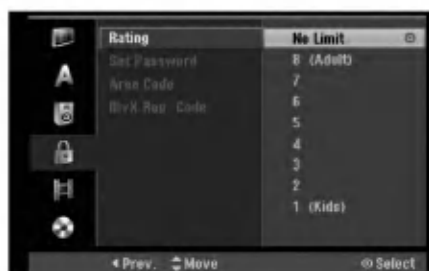 A
Rating
Set Password
Area Code
DivX Reg. Code
No Limit
8 (Adult)
7
6
5
4
3
2
1 (Kids)
Prev. Move Select